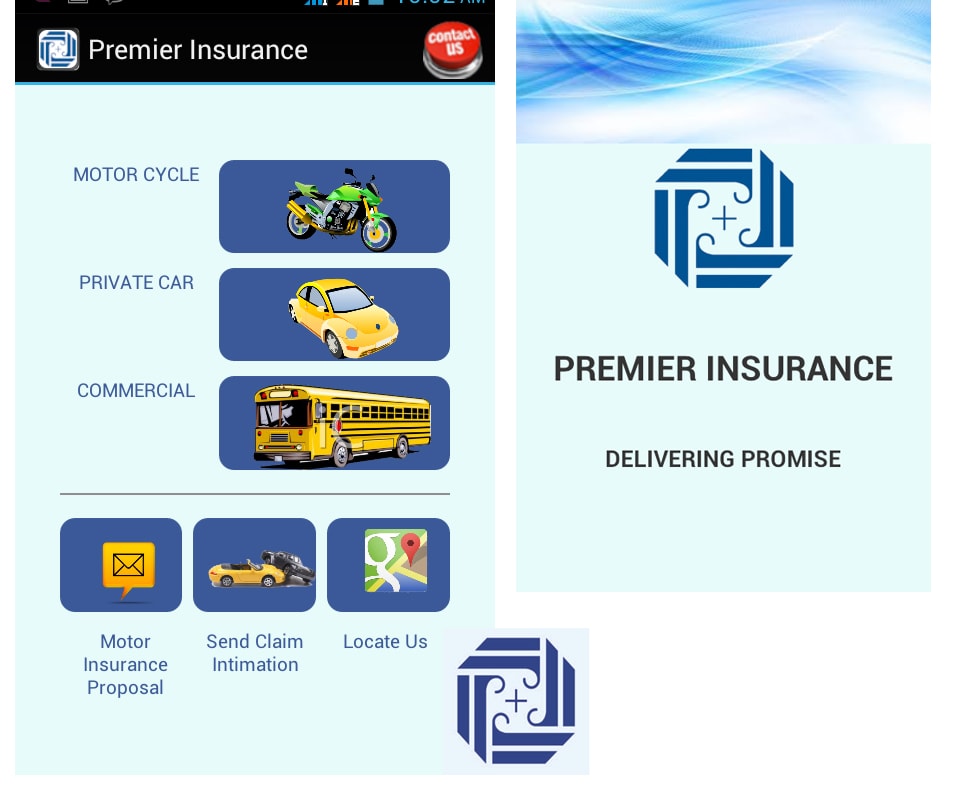 Premier Insurance
contact
us
MOTOR CYCLE
PRIVATE CAR
COMMERCIAL
Motor
Insurance
Proposal
Send Claim
Intimation
Locate Us
PREMIER INSURANCE
DELIVERING PROMISE